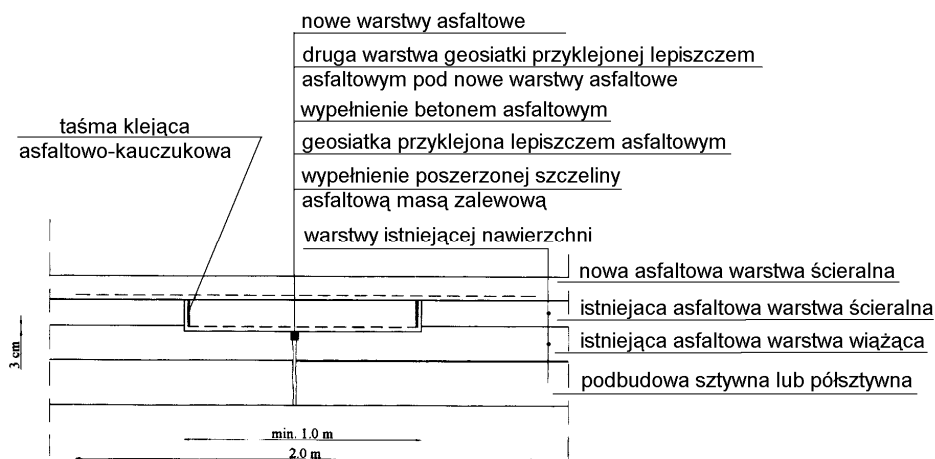 nowe warstwy asfaltowe
druga warstwa geosiatki przyklejonej lepiszczem
asfaltowym pod nowe warstwy asfaltowe
wypełnienie betonem asfaltowym
geosiatka przyklejona lepiszczem asfaltowym
wypełnienie poszerzonej szczeliny
asfaltową masą zalewową
warstwy istniejącej nawierzchni
taśma klejąca
asfaltowo-kauczukowa
nowa asfaltowa warstwa ścieralna
istniejaca asfaltowa warstwa ścieralna
istniejąca asfaltowa warstwa wiążąca
podbudowa sztywna lub półsztywna
3 cm
min. 1.0 m
2.0 m